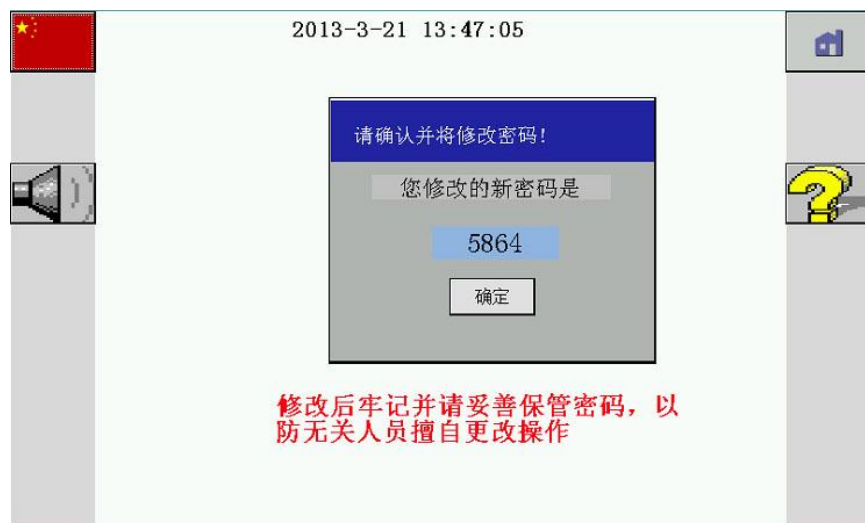 2013-3-21 13:47:05
请确认并将修改密码!
您修改的新密码是
5864
确定
修改后牢记并请妥善保管密码，以
防无关人员擅自更改操作